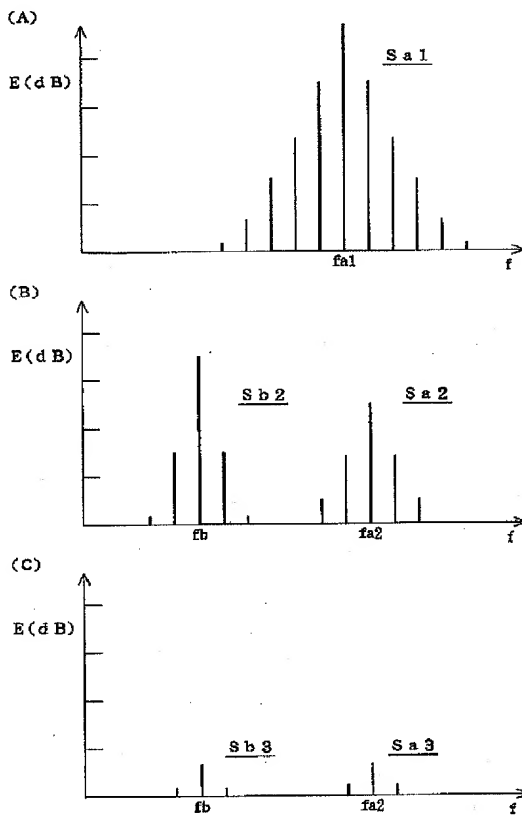 (A)
Sa1
E(dB)
fa1
f
(B)
E(dB)
Sb2
Sa2
fb
fa2
f
(C)
E(dB)
Sb3
Sa3
fb
fa2
f